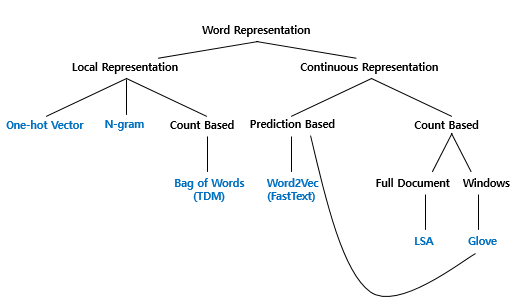 Word Representation
Local Representation
Continuous Representation
One-hot Vector
N-gram
Count Based
Prediction Based
Count Based
Bag of Words
(TDM)
Word2Vec
(FastText)
Full Document
Windows
LSA
Glove